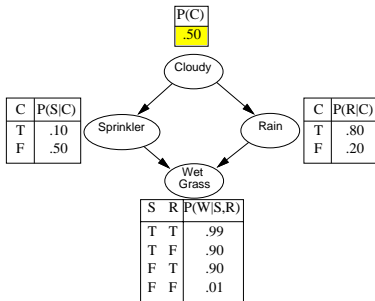 P(C)
.50
Cloudy
C P(S|C)
T .10
F .50
Sprinkler
Rain
C P(R|C)
T .80
F .20
Wet
Grass
S R P(W|S,R)
T T .99
T F .90
F T .90
F F .01